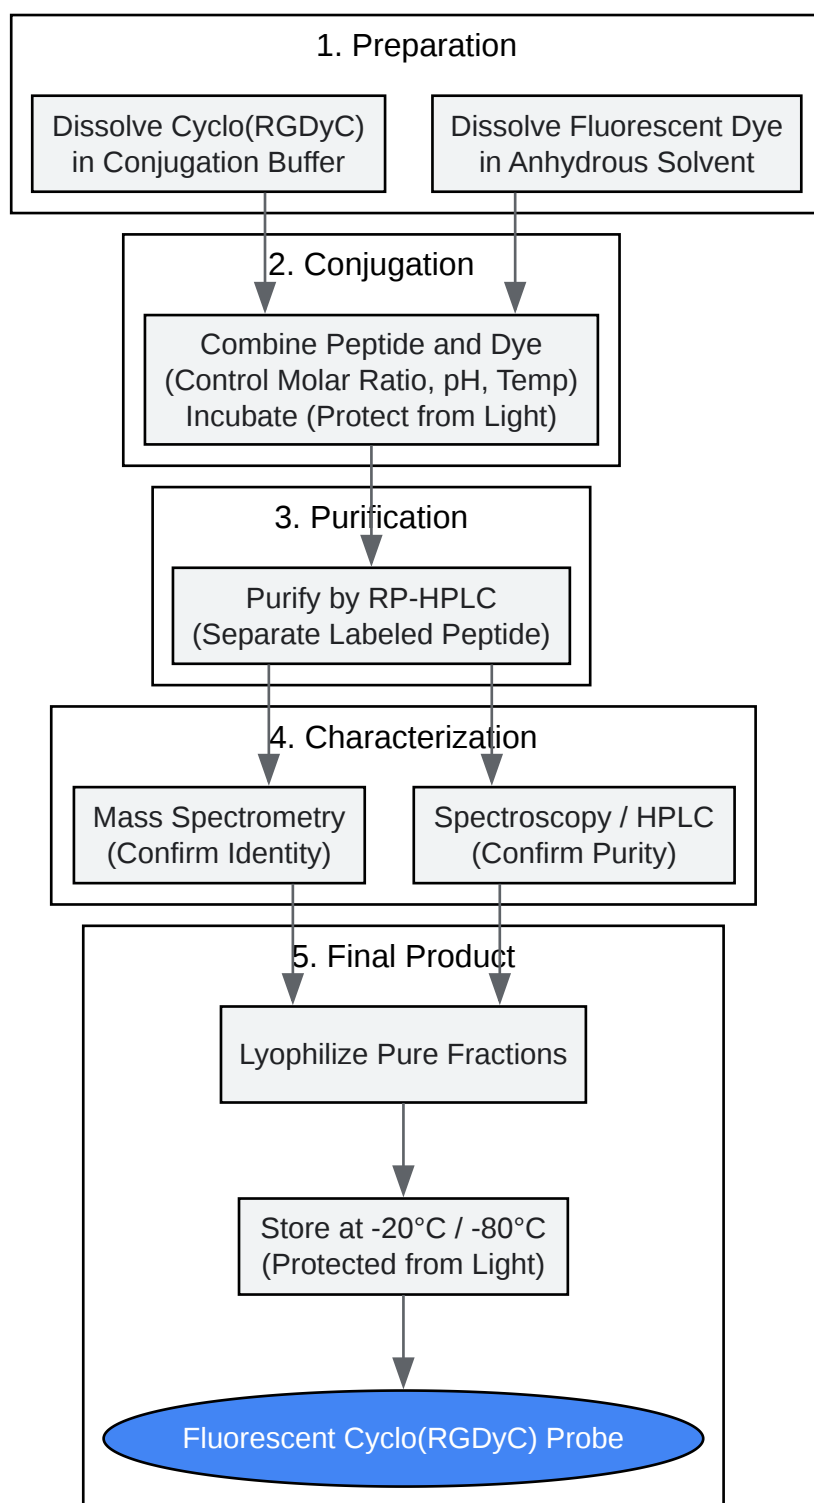 1. Preparation
Dissolve Cyclo(RGDyC)
in Conjugation Buffer
Dissolve Fluorescent Dye
in Anhydrous Solvent
2. Conjugation
Combine Peptide and Dye
(Control Molar Ratio, pH, Temp)
Incubate (Protect from Light)
3. Purification
Purify by RP-HPLC
(Separate Labeled Peptide)
4. Characterization
Mass Spectrometry
(Confirm Identity)
Spectroscopy / HPLC
(Confirm Purity)
5. Final Product
Lyophilize Pure Fractions
Store at -20°C / -80°C
(Protected from Light)
Fluorescent Cyclo(RGDyC) Probe